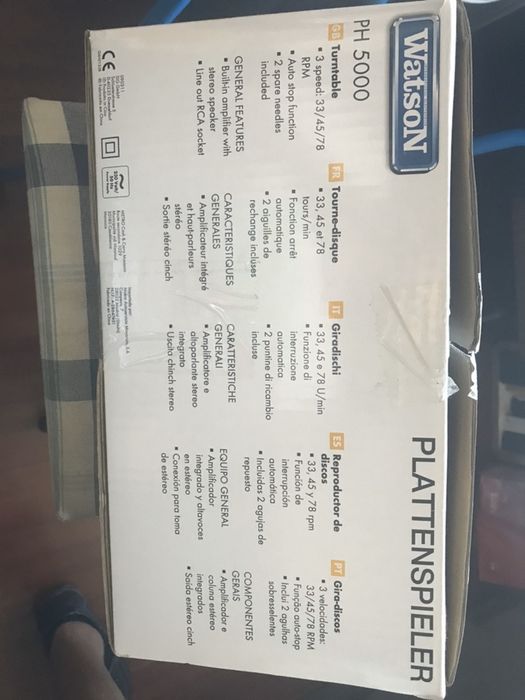 WatsoN
PLATTENSPIELER
PH 5000
GB Turntable
▪ 3 speed: 33/45/78
RPM
▪ Auto stop function
▪ 2 spare needles
included
GENERAL FEATURES
▪ Built-in amplifier with
stereo speaker
▪ Line out RCA socket
FR Tourne-disque
▪ 33, 45 et 78
tours/min
▪ Fonction arrêt
automatique
▪ 2 aiguilles de
rechange incluses
CARACTERISTIQUES
GENERALES
▪ Amplificateur intégré
et haut-parleurs
stéréo
▪ Sortie stéréo cinch
IT Giradischi
▪ 33, 45 e 78 U/min
▪ Funzione di
interruzione
automatica
▪ 2 puntine di ricambio
incluse
CARATTERISTICHE
GENERALI
▪ Amplificatore e
altoparlante stereo
integrato
▪ Uscita chinch stereo
ES Reproductor de
discos
▪ 33, 45 y 78 rpm
▪ Función de
interrupción
automática
▪ Incluidas 2 agujas de
repuesto
EQUIPO GENERAL
▪ Amplificador
integrado y altavoces
en estéreo
▪ Conexión para toma
de estéreo
PT Gira-discos
▪ 3 velocidades:
33/45/78 RPM
▪ Função auto-stop
▪ Inclui 2 agulhas
sobresselentes
COMPONENTES
GERAIS
▪ Amplificador e
coluna estéreo
integrados
▪ Saída estéreo cinch
CE